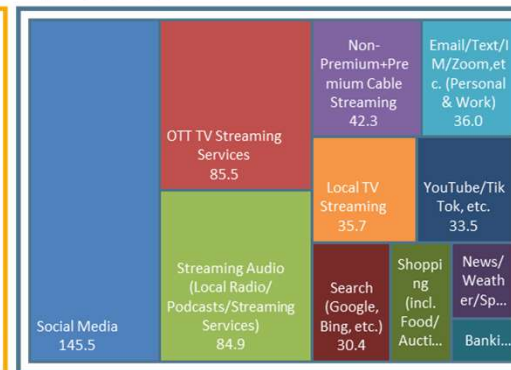 Social Media
145.5
OTT TV Streaming
Services
85.5
Streaming Audio
(Local Radio/
Podcasts/Streaming
Services)
84.9
Non-
Premium+Pre
mium Cable
Streaming
42.3
Email/Text/I
M/Zoom,et
c. (Personal
& Work)
36.0
Local TV
Streaming
35.7
YouTube/Tik
Tok, etc.
33.5
Search
(Google,
Bing, etc.)
30.4
Shoppi
ng
(incl.
Food/
Aucti...
News/
Weath
er/Sp...
Banki...